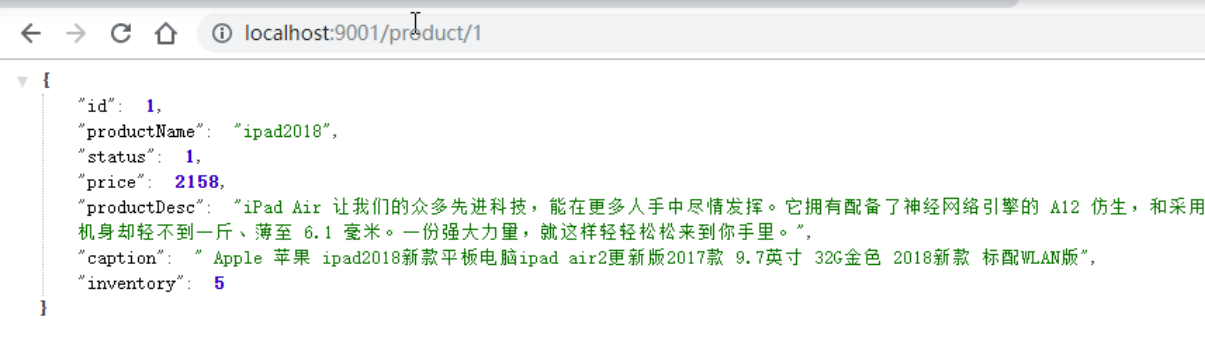 localhost:9001/product/1
{
"id": 1,
"productName": "ipad2018",
"status": 1,
"price": 2158,
"productDesc": "iPad Air 让我们的众多先进科技，能在更多人手中尽情发挥。它拥有配备了神经网络引擎的 A12 仿生，和采用
机身却轻不到一斤、薄至 6.1 毫米。一份强大力量，就这样轻轻松松来到你手里。",
"caption": " Apple 苹果 ipad2018新款平板电脑ipad air2更新版2017款 9.7英寸 32G金色 2018新款 标配WLAN版",
"inventory": 5
}